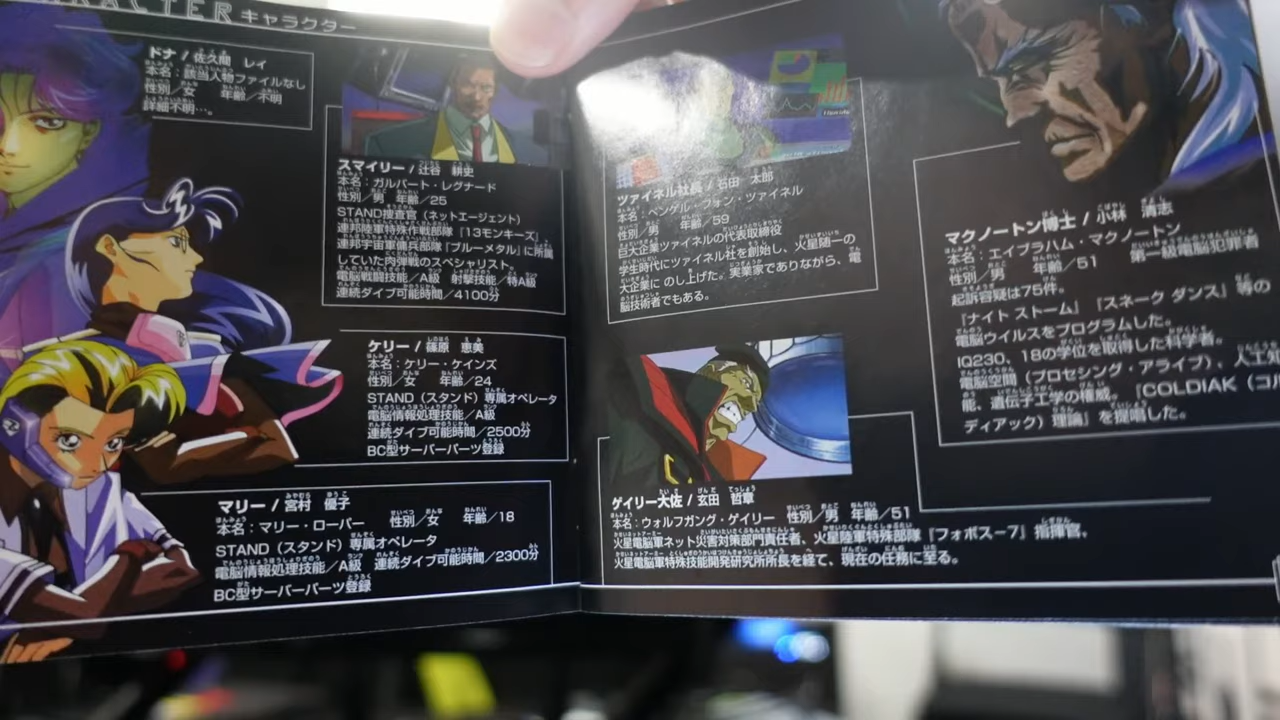 RACTER キャラクター
ドナ / 佐久間 レイ
本名：該当人物ファイルなし
性別／女 年齢／不明
詳細不明…。
スマイリー / 辻谷 耕史
本名：ガルバート・レグナード
性別／男 年齢／25
STAND捜査官（ネットエージェント）
連邦陸軍特殊作戦部隊『13モンキーズ』
連邦宇宙軍傭兵部隊『ブルーメタル』に所属
していた肉弾戦のスペシャリスト。
電脳戦闘技能／A級 射撃技能／特A級
連続ダイブ可能時間／4100分
ケリー / 篠原 恵美
本名：ケリー・ケインズ
性別／女 年齢／24
STAND（スタンド）専属オペレータ
電脳情報処理技能／A級
連続ダイブ可能時間／2500分
BC型サーバーパーツ登録
マリー / 宮村 優子
本名：マリー・ローバー 性別／女 年齢／18
STAND（スタンド）専属オペレータ
電脳情報処理技能／A級 連続ダイブ可能時間／2300分
BC型サーバーパーツ登録
ツァイネル社長 / 石田 太郎
本名：ベンゲル・フォン・ツァイネル
性別／男 年齢／59
巨大企業ツァイネルの代表取締役
学生時代にツァイネル社を創始し、火星随一の
大企業に のし上げた。実業家でありながら、電
脳技術者でもある。
ゲイリー大佐 / 玄田 哲章
本名：ウォルフガング・ゲイリー 性別／男 年齢／51
火星電脳軍ネット災害対策部門責任者、火星陸軍特殊部隊『フォボス－7』指揮官、
火星電脳軍特殊技能開発研究所所長を経て、現在の任務に至る。
マクノートン博士 / 小林 清志
本名：エイブラハム・マクノートン
性別／男 年齢／51 第一級電脳犯罪者
起訴容疑は75件。
『ナイト ストーム』『スネーク ダンス』等の
電脳ウイルスをプログラムした。
IQ230、18の学位を取得した科学者。
電脳空間（プロセシング・アライブ）、人工知
能、遺伝子工学の権威。『COLDIAK（コル
ディアック）理論』を提唱した。